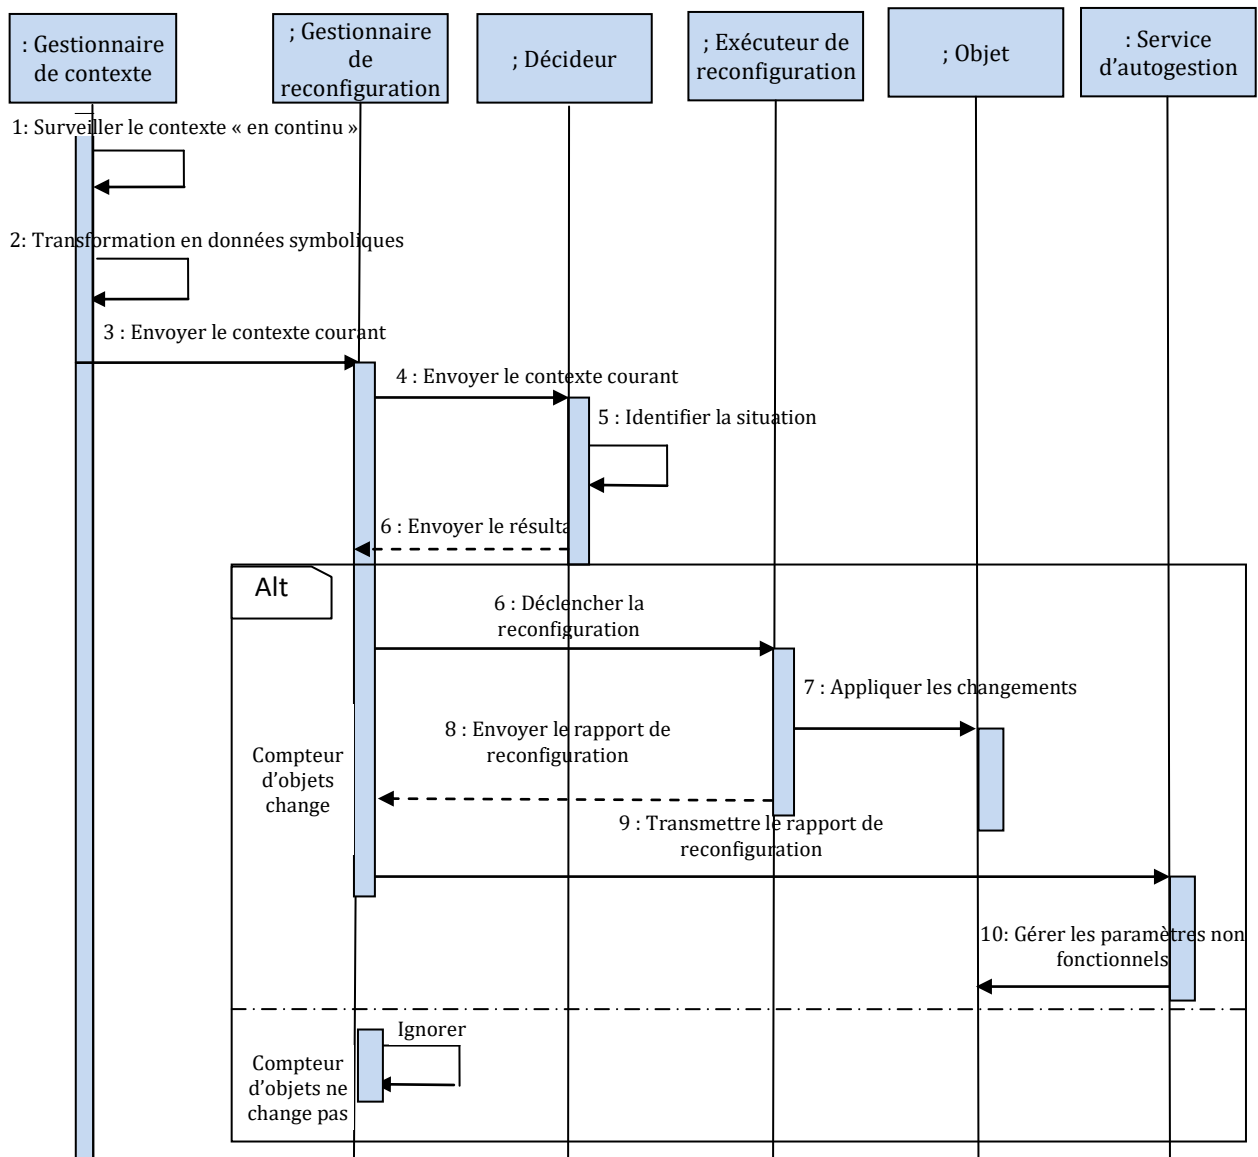 : Gestionnaire
de contexte
; Gestionnaire
de
reconfiguration
; Décideur
; Exécuteur de
reconfiguration
; Objet
: Service
d'autogestion
1: Surveiller le contexte « en continu »
2: Transformation en données symboliques
3 : Envoyer le contexte courant
4 : Envoyer le contexte courant
5 : Identifier la situation
6 : Envoyer le résulta
Alt
6 : Déclencher la
reconfiguration
7 : Appliquer les changements
8 : Envoyer le rapport de
reconfiguration
Compteur
d'objets
change
9 : Transmettre le rapport de
reconfiguration
10: Gérer les paramètres non
fonctionnels
Ignorer
Compteur
d'objets ne
change pas